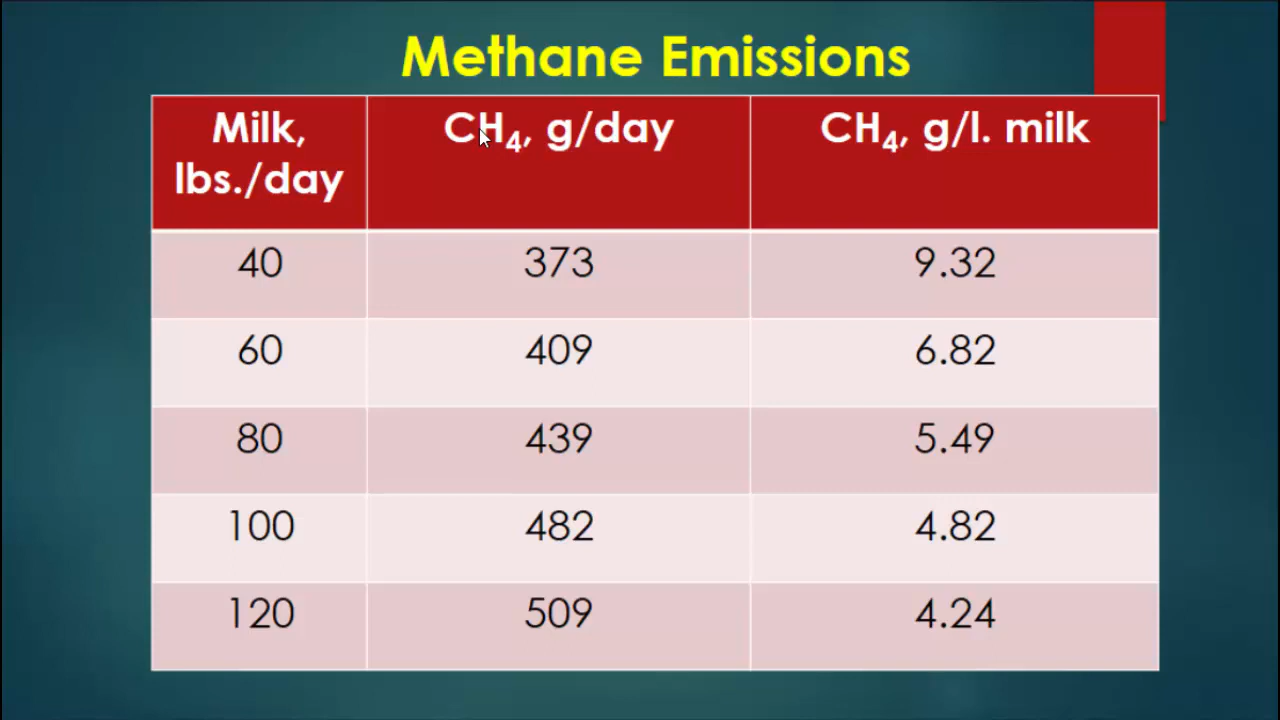 Methane Emissions
Milk, lbs./day CH₄, g/day CH₄, g/l. milk
40 373 9.32
60 409 6.82
80 439 5.49
100 482 4.82
120 509 4.24